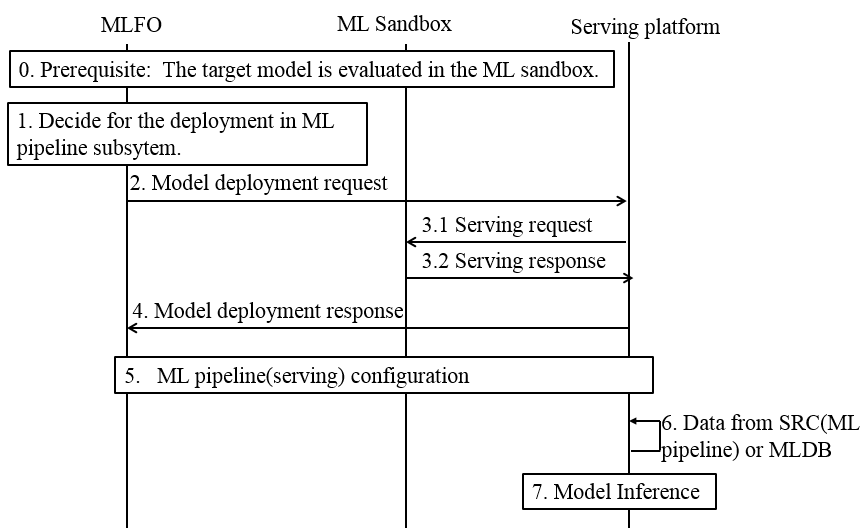 MLFO
ML Sandbox
Serving platform
0. Prerequisite: The target model is evaluated in the ML sandbox.
1. Decide for the deployment in ML
pipeline subsytem.
2. Model deployment request
3.1 Serving request
3.2 Serving response
4. Model deployment response
5. ML pipeline(serving) configuration
6. Data from SRC(ML
pipeline) or MLDB
7. Model Inference